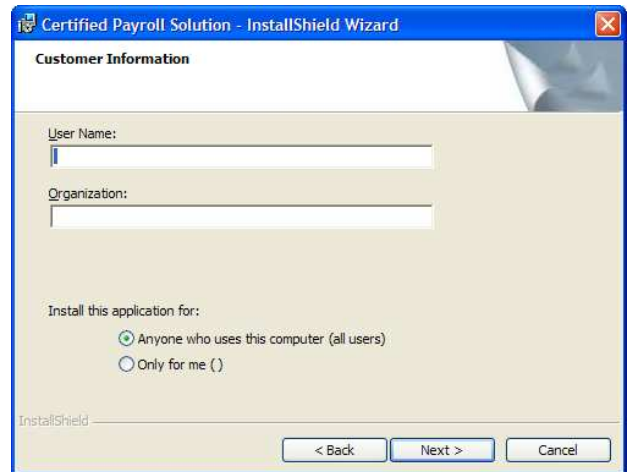 Certified Payroll Solution - InstallShield Wizard
Customer Information
User Name:
Organization:
Install this application for:
Anyone who uses this computer (all users)
Only for me ( )
InstallShield
< Back Next > Cancel